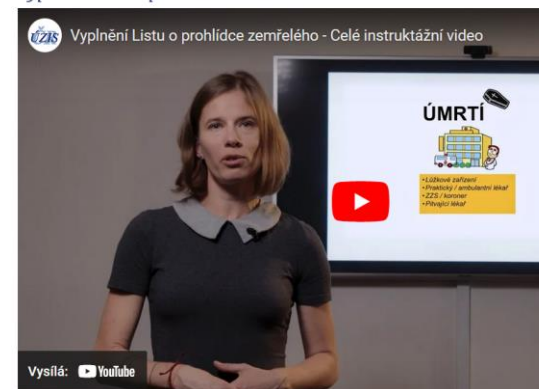 ÚZIS
Vyplnění Listu o prohlídce zemřelého - Celé instruktážní video
ÚMRTÍ
•Lůžkové zařízení
•Praktický / ambulantní lékař
•ZZS / koroner
•Pitvající lékař
Vysílá: YouTube